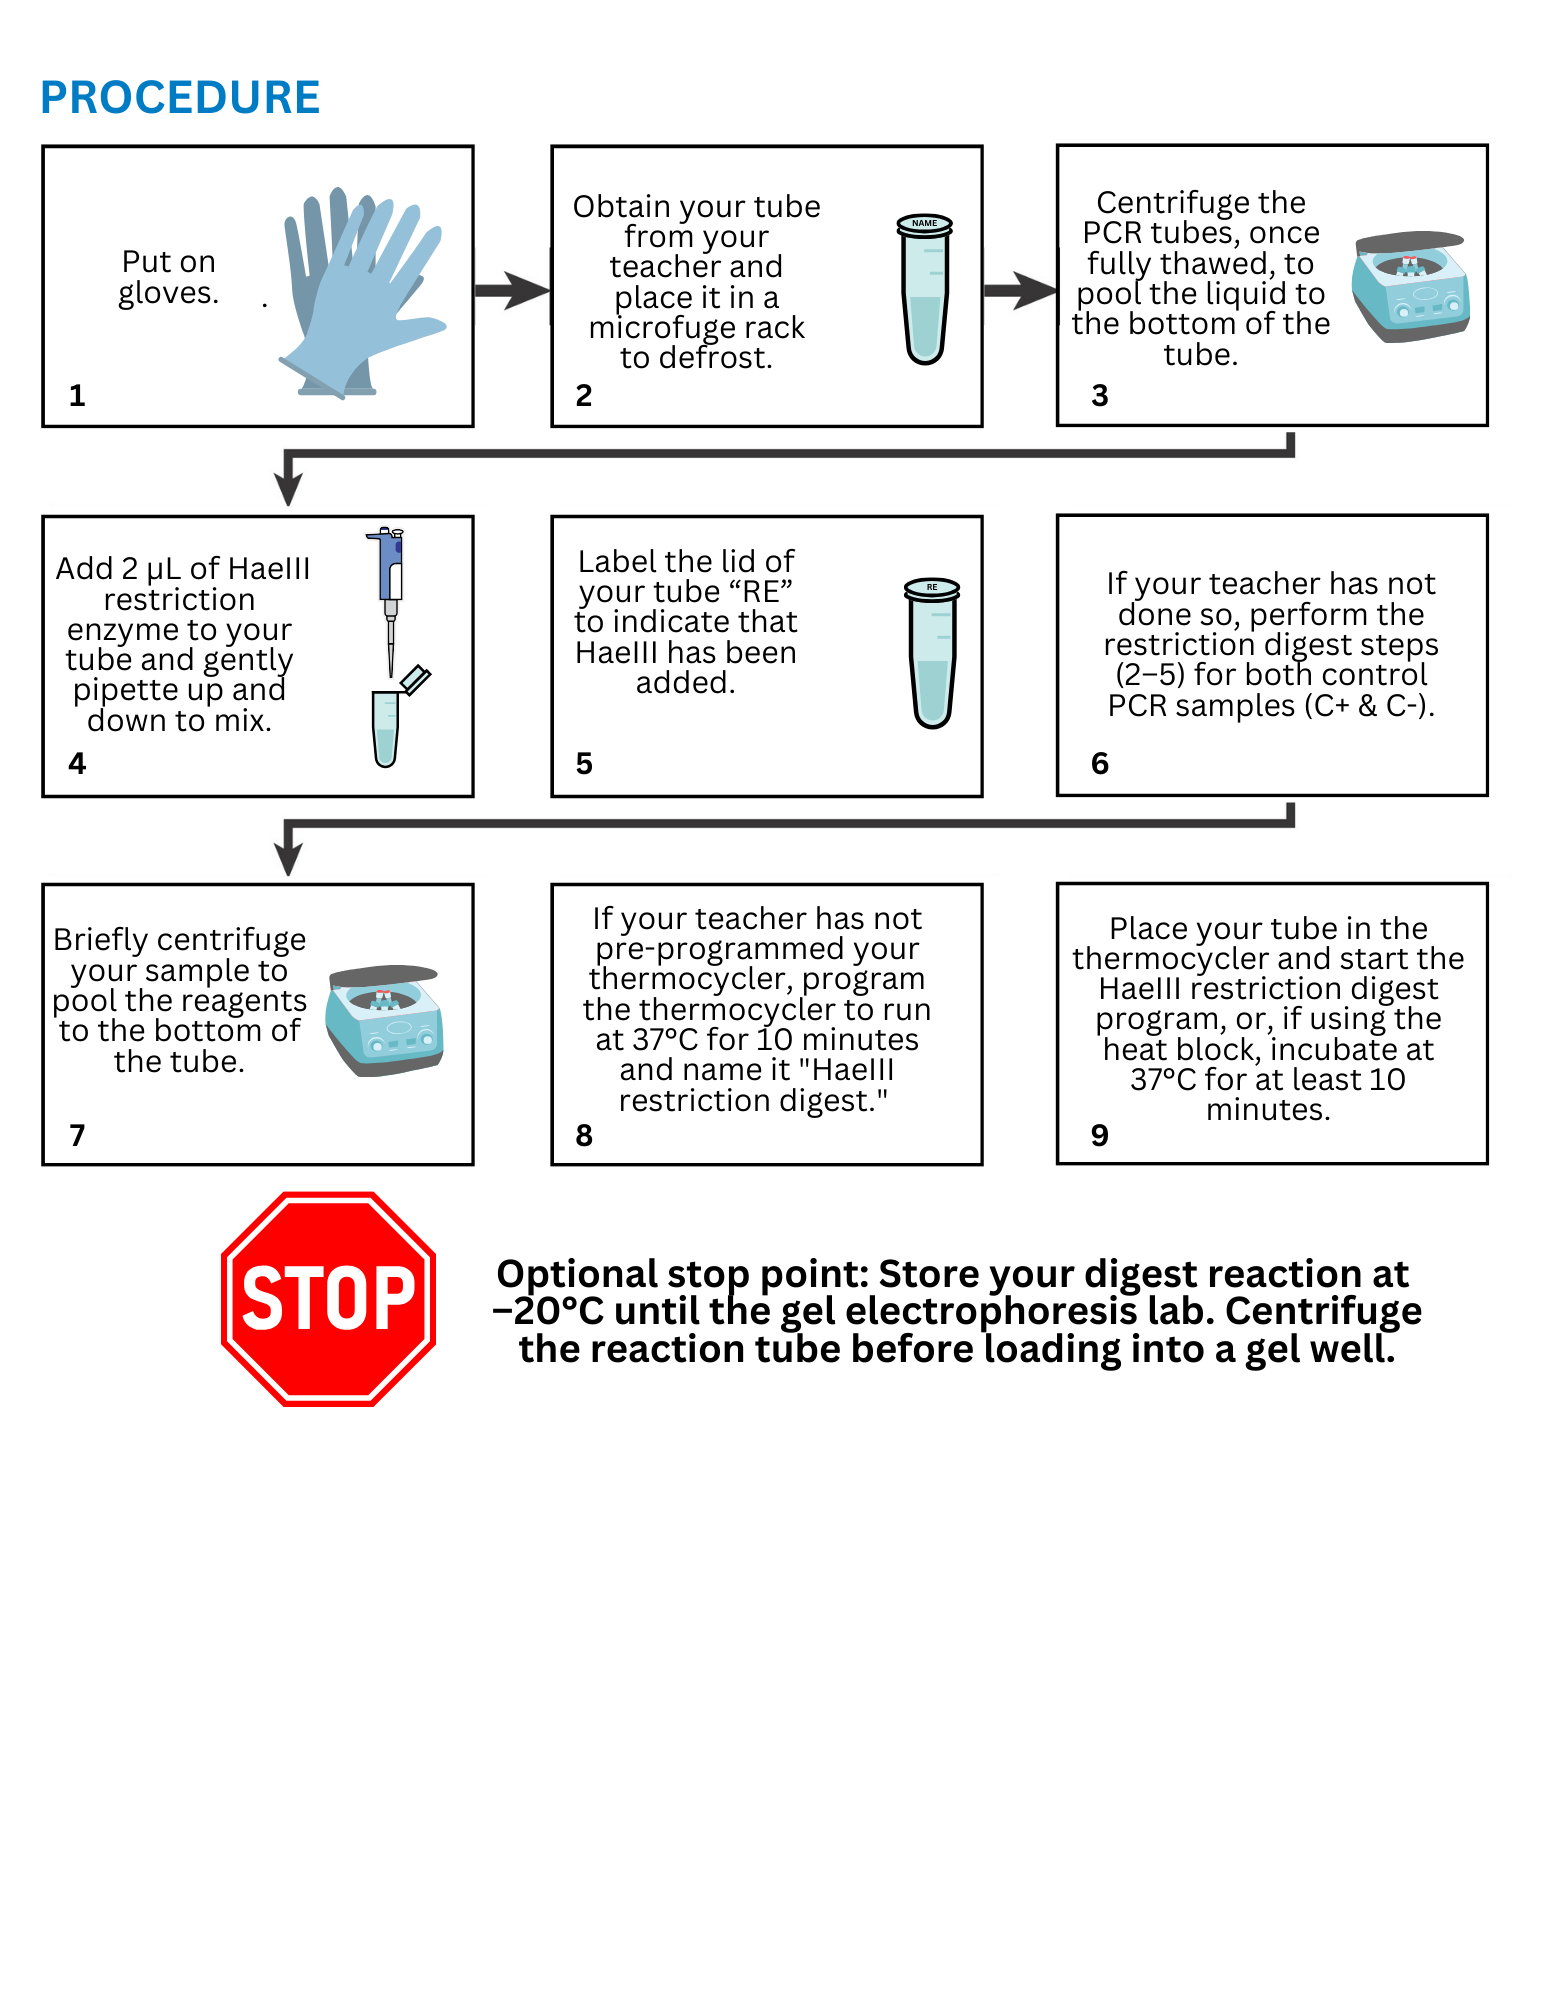 PROCEDURE
Put on
gloves. .
1
Obtain your tube
from your
teacher and
place it in a
microfuge rack
to defrost.
NAME
2
Centrifuge the
PCR tubes, once
fully thawed, to
pool the liquid to
the bottom of the
tube.
3
Add 2 µL of HaeIII
restriction
enzyme to your
tube and gently
pipette up and
down to mix.
4
Label the lid of
your tube “RE”
to indicate that
HaeIII has been
added.
RE
5
If your teacher has not
done so, perform the
restriction digest steps
(2–5) for both control
PCR samples (C+ & C-).
6
Briefly centrifuge
your sample to
pool the reagents
to the bottom of
the tube.
7
If your teacher has not
pre-programmed your
thermocycler, program
the thermocycler to run
at 37°C for 10 minutes
and name it "HaeIII
restriction digest."
8
Place your tube in the
thermocycler and start the
HaeIII restriction digest
program, or, if using the
heat block, incubate at
37°C for at least 10
minutes.
9
STOP
Optional stop point: Store your digest reaction at
–20°C until the gel electrophoresis lab. Centrifuge
the reaction tube before loading into a gel well.